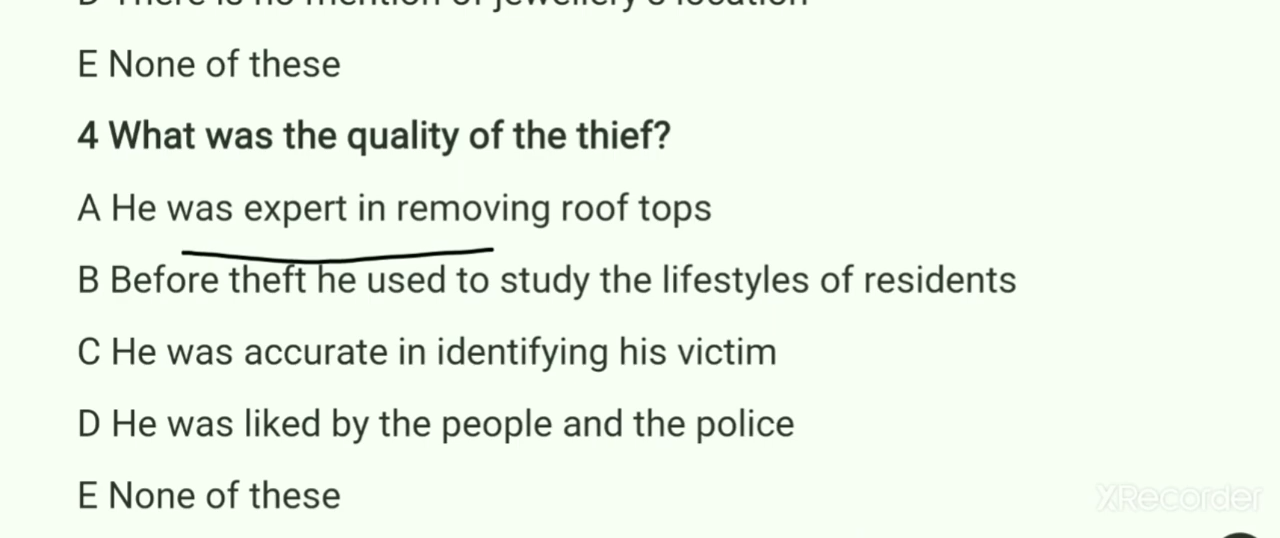 E None of these
4 What was the quality of the thief?
A He was expert in removing roof tops
B Before theft he used to study the lifestyles of residents
C He was accurate in identifying his victim
D He was liked by the people and the police
E None of these
XRecorder